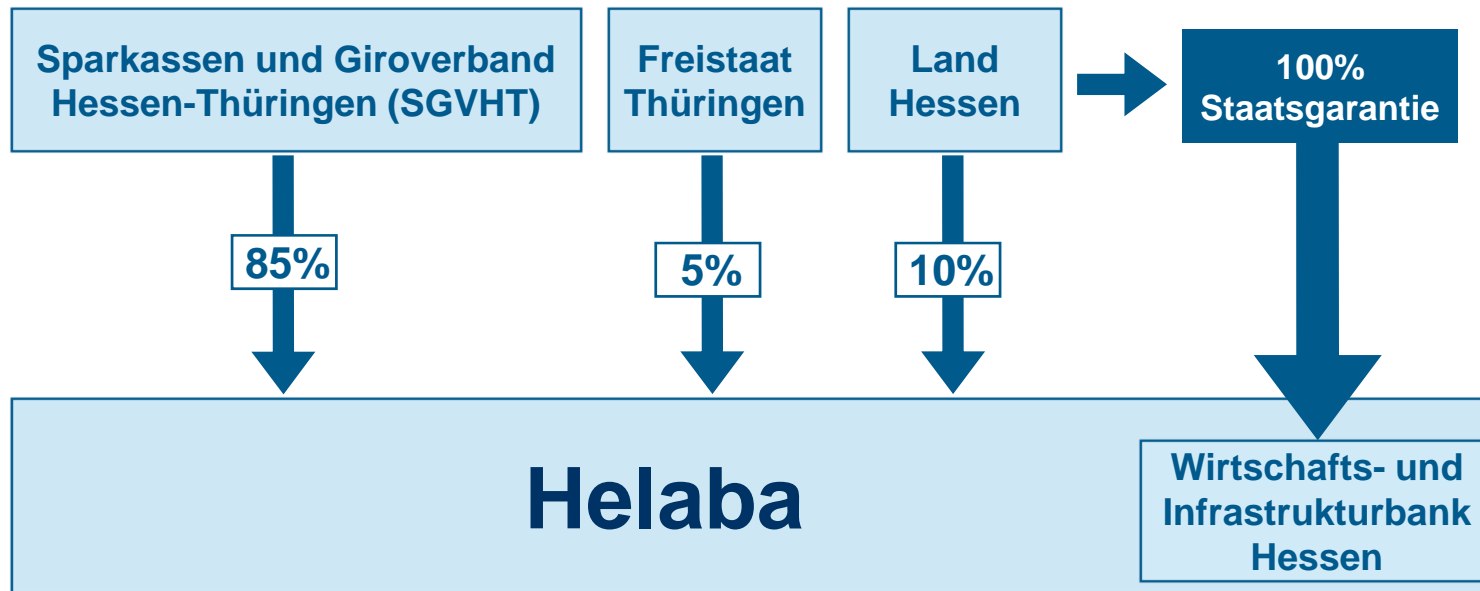 Sparkassen und Giroverband
Hessen-Thüringen (SGVHT)
Freistaat
Thüringen
Land
Hessen
100%
Staatsgarantie
85%
5%
10%
Helaba
Wirtschafts- und
Infrastrukturbank
Hessen